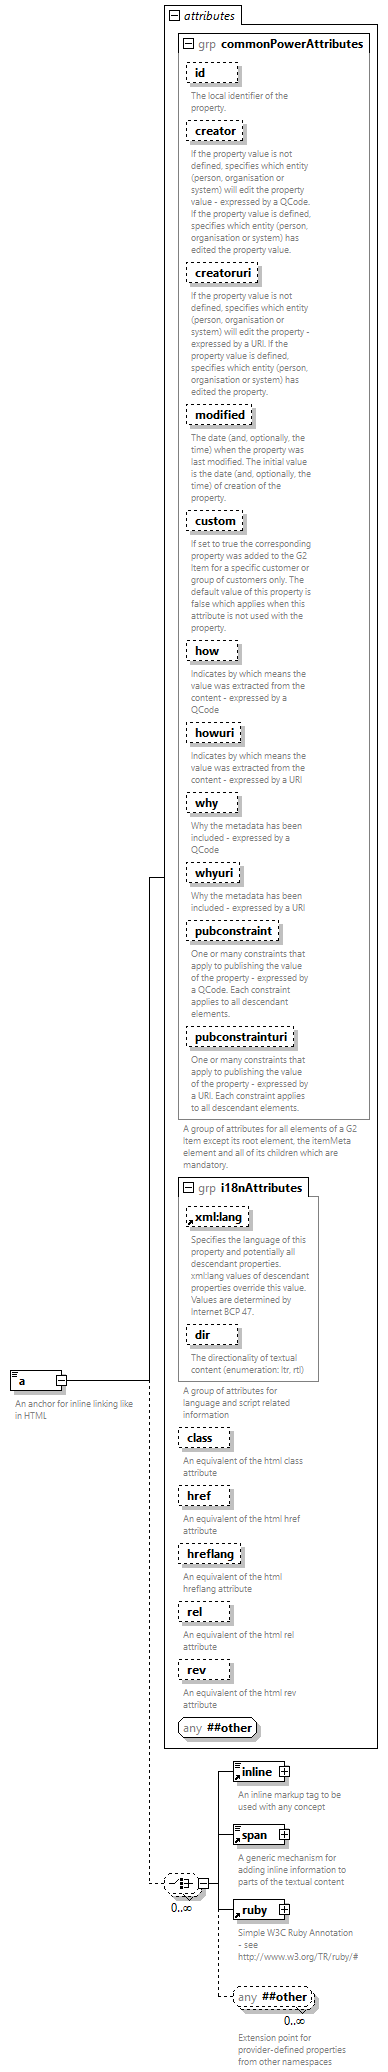 attributes
grp commonPowerAttributes
id
The local identifier of the
property.
creator
If the property value is not
defined, specifies which entity
(person, organisation or
system) will edit the property
value - expressed by a QCode.
If the property value is defined,
specifies which entity (person,
organisation or system) has
edited the property value.
creatoruri
If the property value is not
defined, specifies which entity
(person, organisation or
system) will edit the property -
expressed by a URI. If the
property value is defined,
specifies which entity (person,
organisation or system) has
edited the property.
modified
The date (and, optionally, the
time) when the property was
last modified. The initial value
is the date (and, optionally, the
time) of creation of the
property.
custom
If set to true the corresponding
property was added to the G2
Item for a specific customer or
group of customers only. The
default value of this property is
false which applies when this
attribute is not used with the
property.
how
Indicates by which means the
value was extracted from the
content - expressed by a
QCode
howuri
Indicates by which means the
value was extracted from the
content - expressed by a URI
why
Why the metadata has been
included - expressed by a
QCode
whyuri
Why the metadata has been
included - expressed by a URI
pubconstraint
One or many constraints that
apply to publishing the value
of the property - expressed by
a QCode. Each constraint
applies to all descendant
elements.
pubconstrainturi
One or many constraints that
apply to publishing the value
of the property - expressed by
a URI. Each constraint applies
to all descendant elements.
A group of attributes for all elements of a G2
Item except its root element, the itemMeta
element and all of its children which are
mandatory.
grp i18nAttributes
xml:lang
Specifies the language of this
property and potentially all
descendant properties.
xml:lang values of descendant
properties override this value.
Values are determined by
Internet BCP 47.
dir
The directionality of textual
content (enumeration: ltr, rtl)
A group of attributes for
language and script related
information
a
An anchor for inline linking like
in HTML
class
An equivalent of the html class
attribute
href
An equivalent of the html href
attribute
hreflang
An equivalent of the html
hreflang attribute
rel
An equivalent of the html rel
attribute
rev
An equivalent of the html rev
attribute
any ##other
inline
An inline markup tag to be
used with any concept
span
A generic mechanism for
adding inline information to
parts of the textual content
0..∞
ruby
Simple W3C Ruby Annotation
- see
http://www.w3.org/TR/ruby/#
any ##other
0..∞
Extension point for
provider-defined properties
from other namespaces